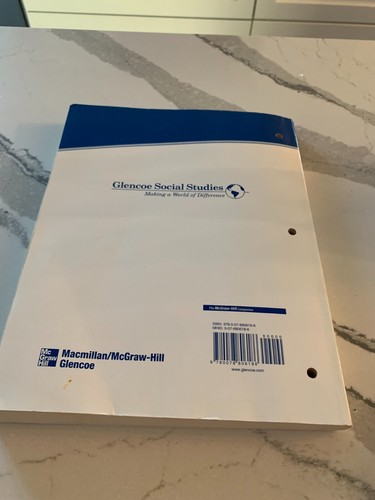 Glencoe Social Studies
Making a World of Difference
The McGraw-Hill Companies
90000
Mc
Graw
Hill
Macmillan/McGraw-Hill
Glencoe
www.glencoe.com